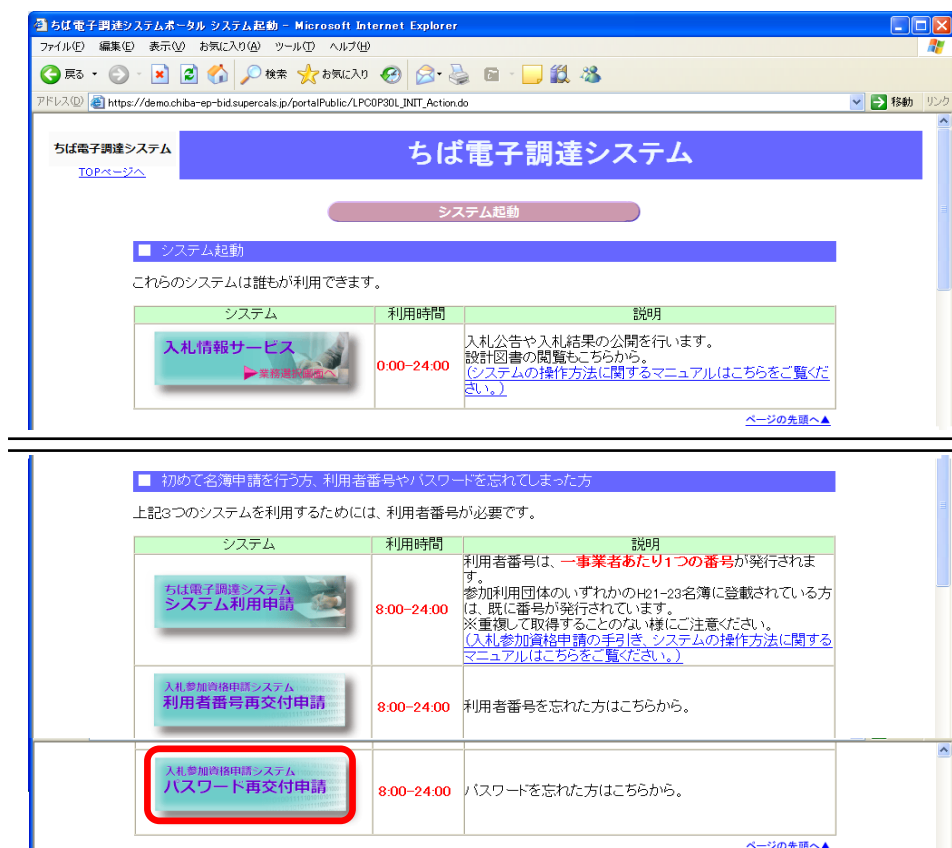 ちば電子調達システムポータル システム起動 - Microsoft Internet Explorer
ファイル(F) 編集(E) 表示(V) お気に入り(A) ツール(T) ヘルプ(H)
戻る 検索 お気に入り
アドレス(D) https://demo.chiba-ep-bid.supercals.jp/portalPublic/LPC0P30L_INIT_Action.do 移動 リンク
ちば電子調達システム
TOPページへ
ちば電子調達システム
システム起動
■ システム起動
これらのシステムは誰もが利用できます。
システム 利用時間 説明
入札情報サービス
▶業務選択画面へ
0:00-24:00
入札公告や入札結果の公開を行います。
設計図書の閲覧もこちらから。
(システムの操作方法に関するマニュアルはこちらをご覧くだ
さい。)
ページの先頭へ▲
■ 初めて名簿申請を行う方、利用者番号やパスワードを忘れてしまった方
上記3つのシステムを利用するためには、利用者番号が必要です。
システム 利用時間 説明
ちば電子調達システム
システム利用申請
8:00-24:00
利用者番号は、一事業者あたり1つの番号が発行されま
す。
参加利用団体のいずれかのH21-23名簿に登載されている方
は、既に番号が発行されています。
※重複して取得することのない様にご注意ください。
(入札参加資格申請の手引き、システムの操作方法に関する
マニュアルはこちらをご覧ください。)
入札参加資格申請システム
利用者番号再交付申請
8:00-24:00
利用者番号を忘れた方はこちらから。
入札参加資格申請システム
パスワード再交付申請
8:00-24:00
パスワードを忘れた方はこちらから。
ページの先頭へ▲